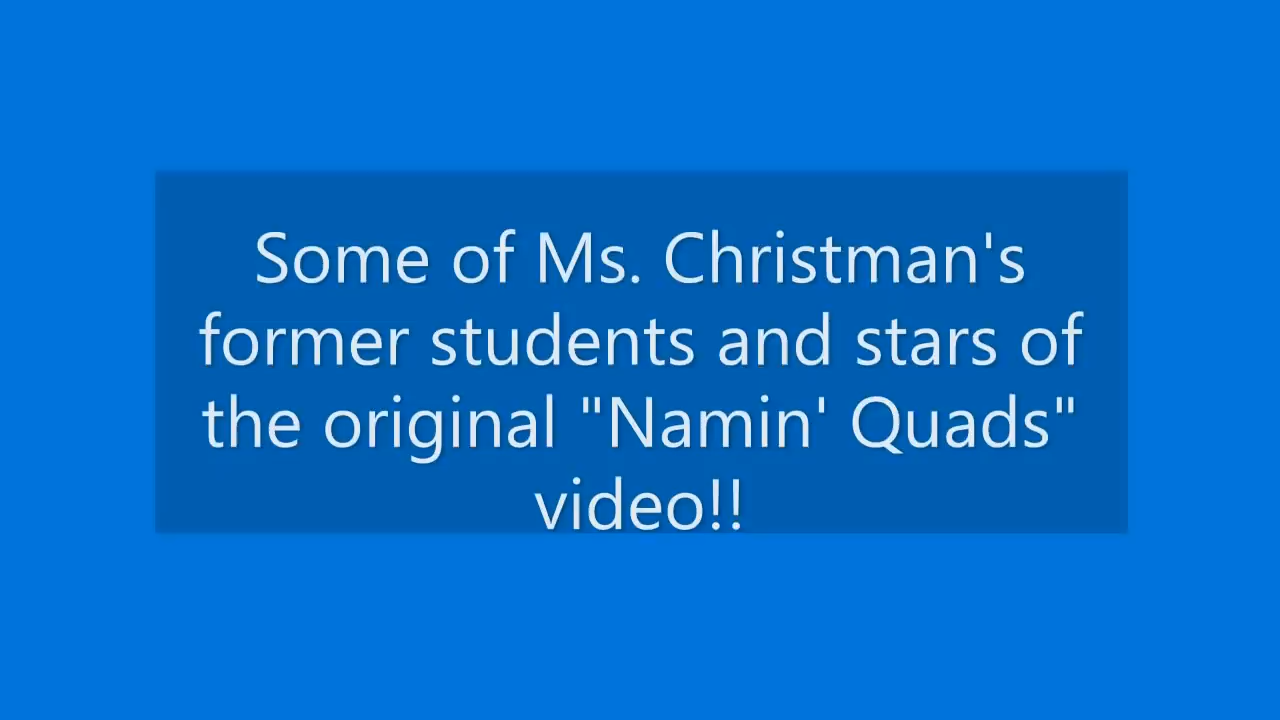 Some of Ms. Christman's
former students and stars of
the original "Namin' Quads"
video!!